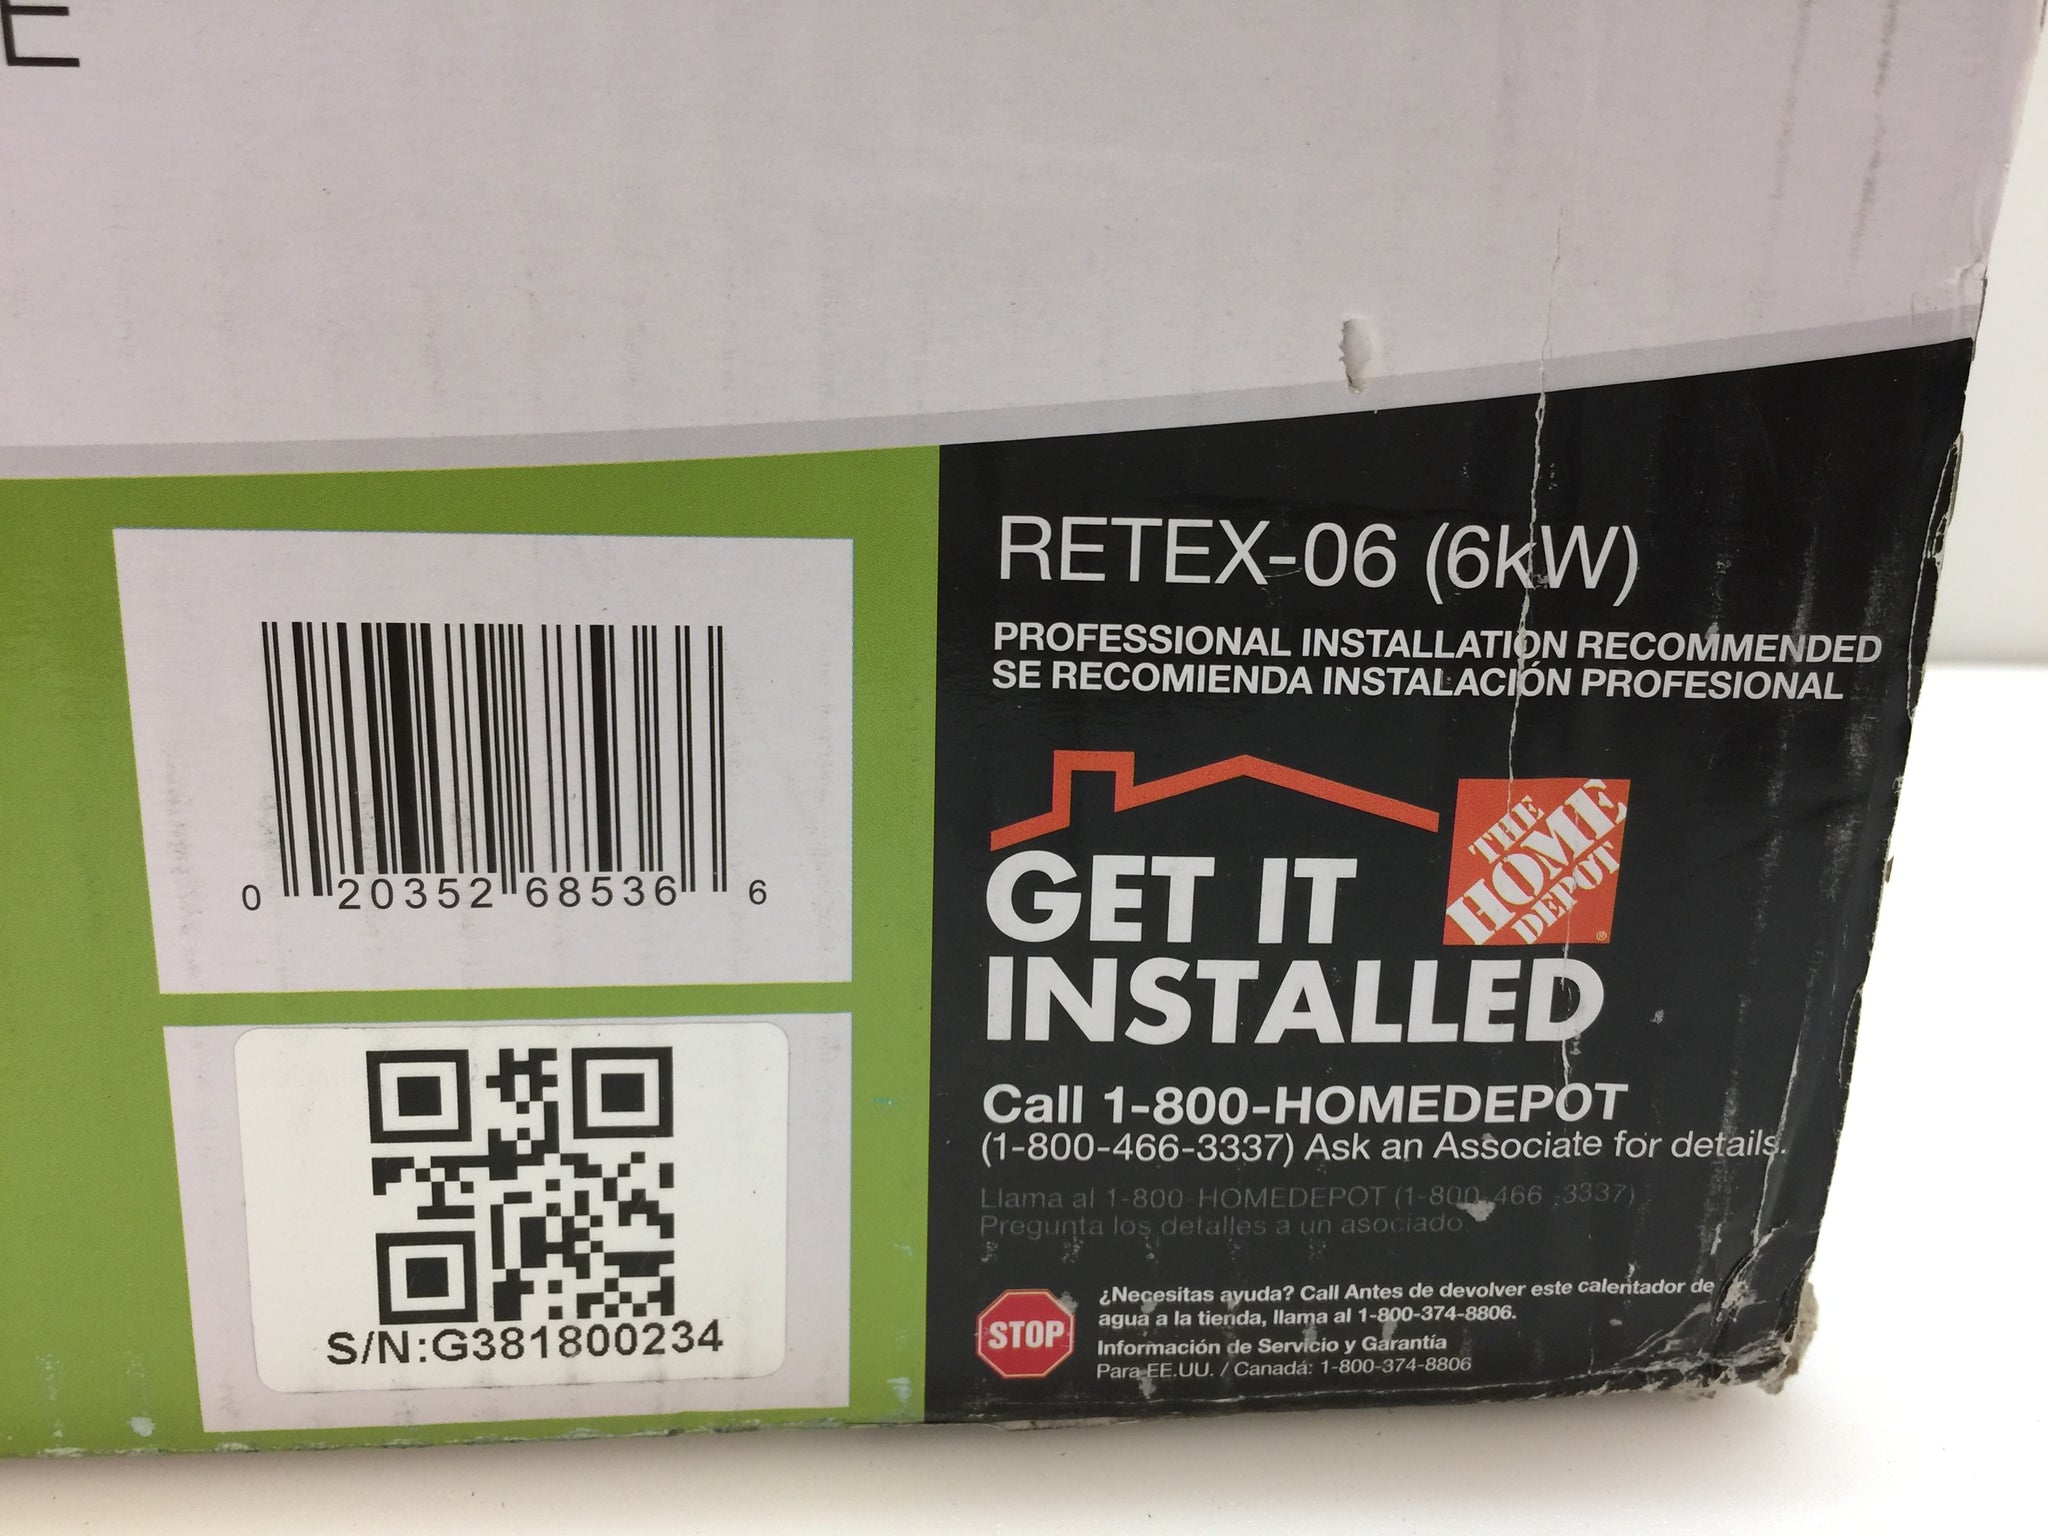 E
0 20352 68536 6
S/N:G381800234
RETEX-06 (6kW)
PROFESSIONAL INSTALLATION RECOMMENDED
SE RECOMIENDA INSTALACIÓN PROFESIONAL
THE
HOME
DEPOT
®
GET IT
INSTALLED
Call 1-800-HOMEDEPOT
(1-800-466-3337) Ask an Associate for details.
Llama al 1-800-HOMEDEPOT (1-800-466-3337)
Pregunta los detalles a un asociado.
STOP
¿Necesitas ayuda? Call Antes de devolver este calentador de
agua a la tienda, llama al 1-800-374-8806.
Información de Servicio y Garantía
Para EE.UU. / Canadá: 1-800-374-8806